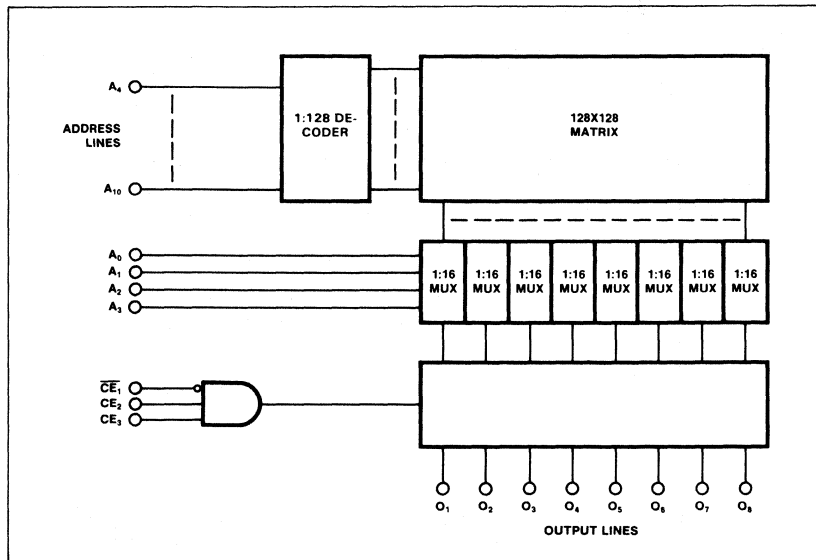 A4
ADDRESS
LINES
A10
1:128 DE-
CODER
128X128
MATRIX
A0
A1
A2
A3
1:16
MUX
1:16
MUX
1:16
MUX
1:16
MUX
1:16
MUX
1:16
MUX
1:16
MUX
1:16
MUX
CE1
CE2
CE3
O1
O2
O3
O4
O5
O6
O7
O8
OUTPUT LINES